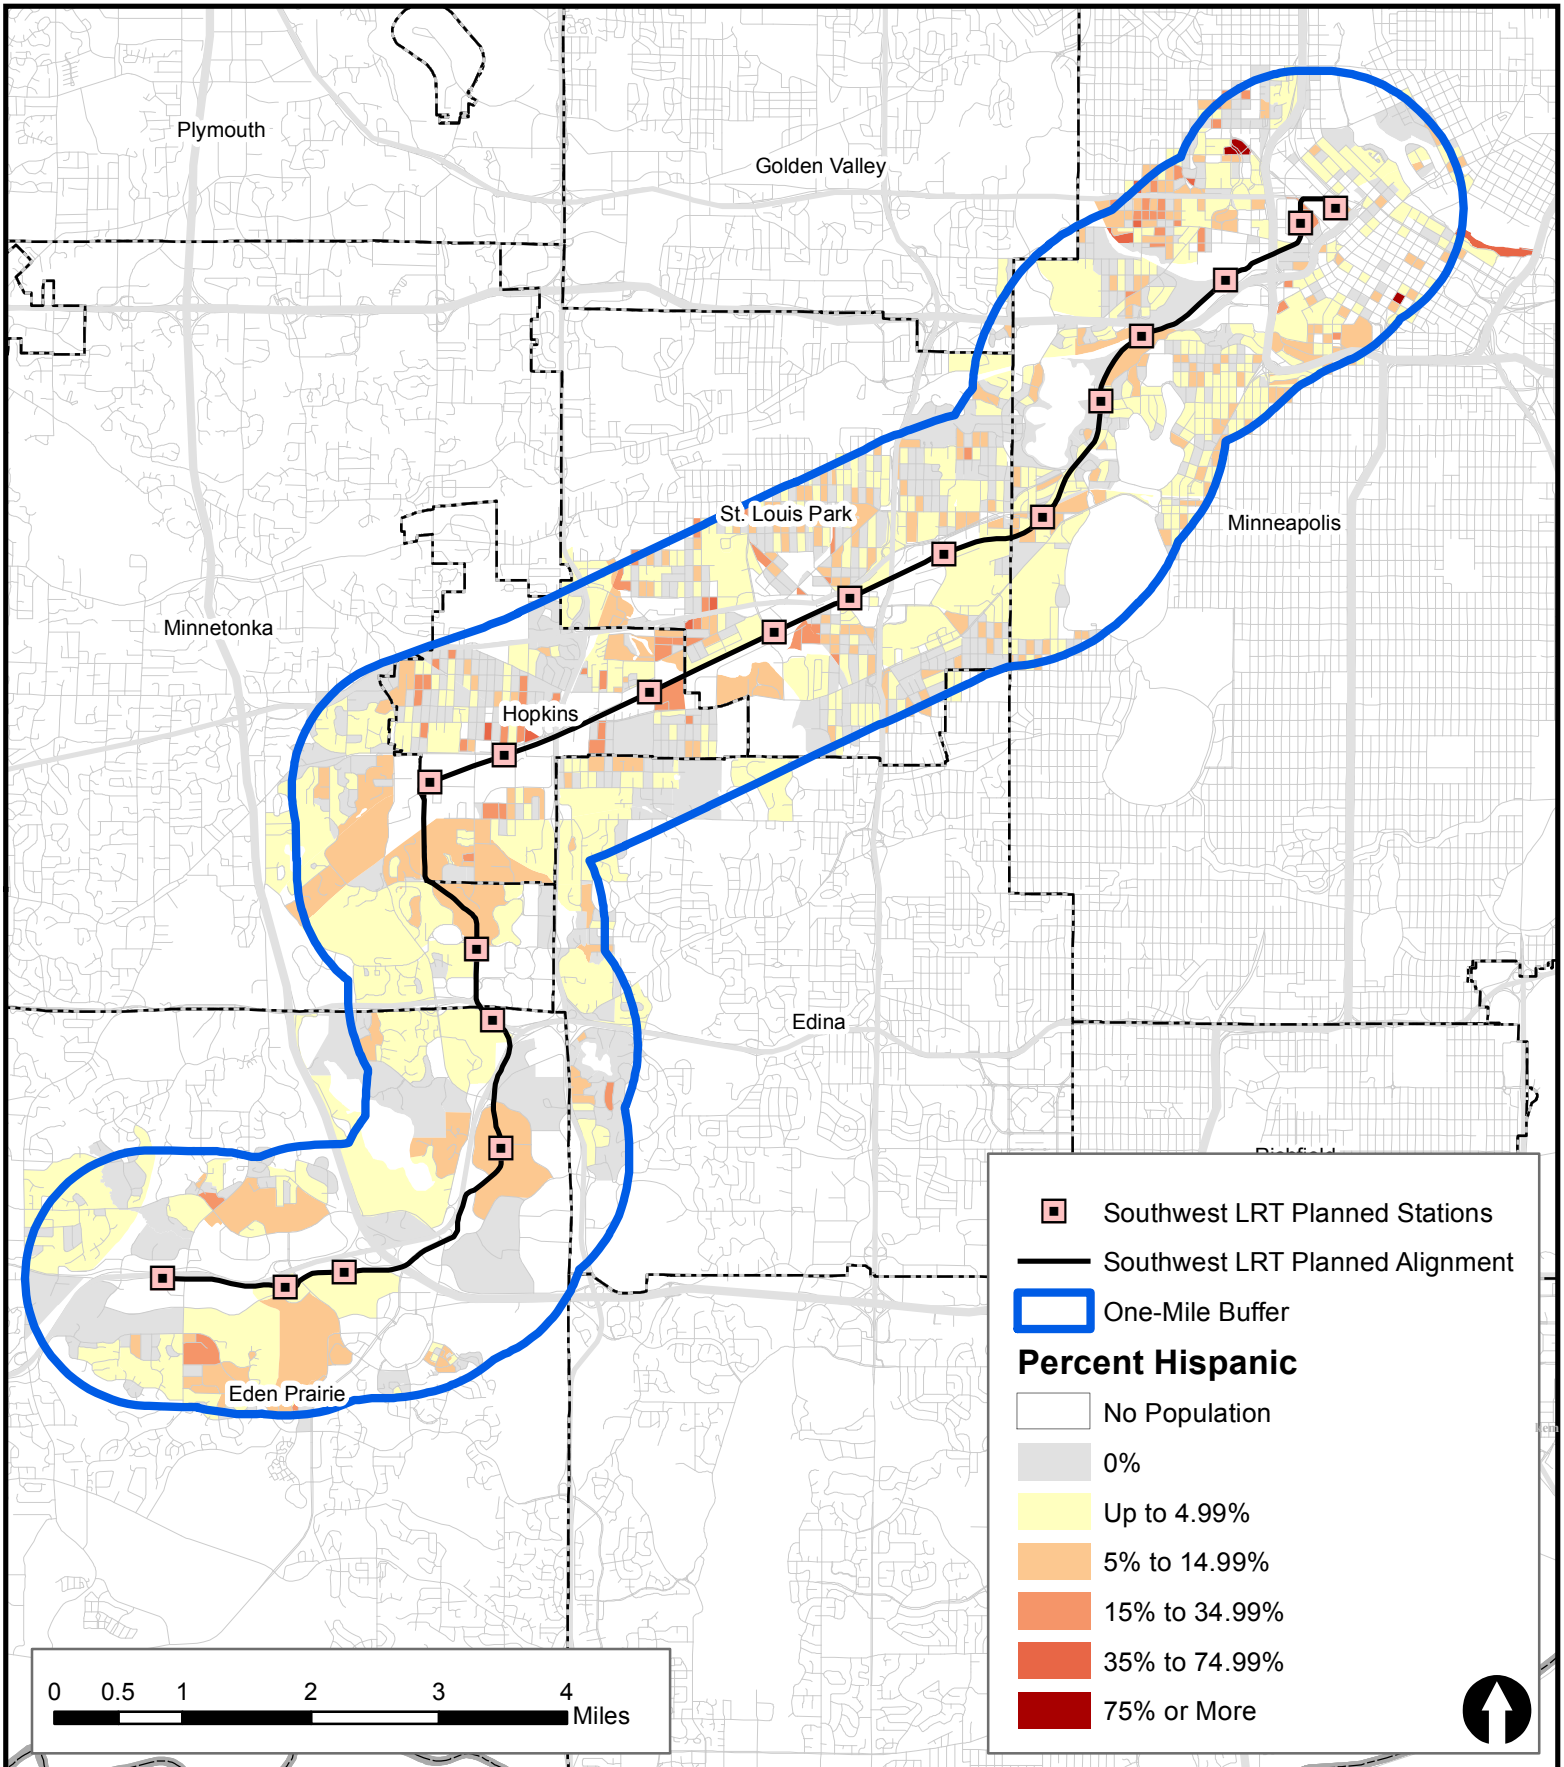 Plymouth
Golden Valley
St. Louis Park
Minneapolis
Minnetonka
Hopkins
Edina
Richfield
Eden Prairie
Southwest LRT Planned Stations
Southwest LRT Planned Alignment
One-Mile Buffer
Percent Hispanic
No Population
0%
Up to 4.99%
5% to 14.99%
15% to 34.99%
35% to 74.99%
75% or More
0 0.5 1 2 3 4
Miles